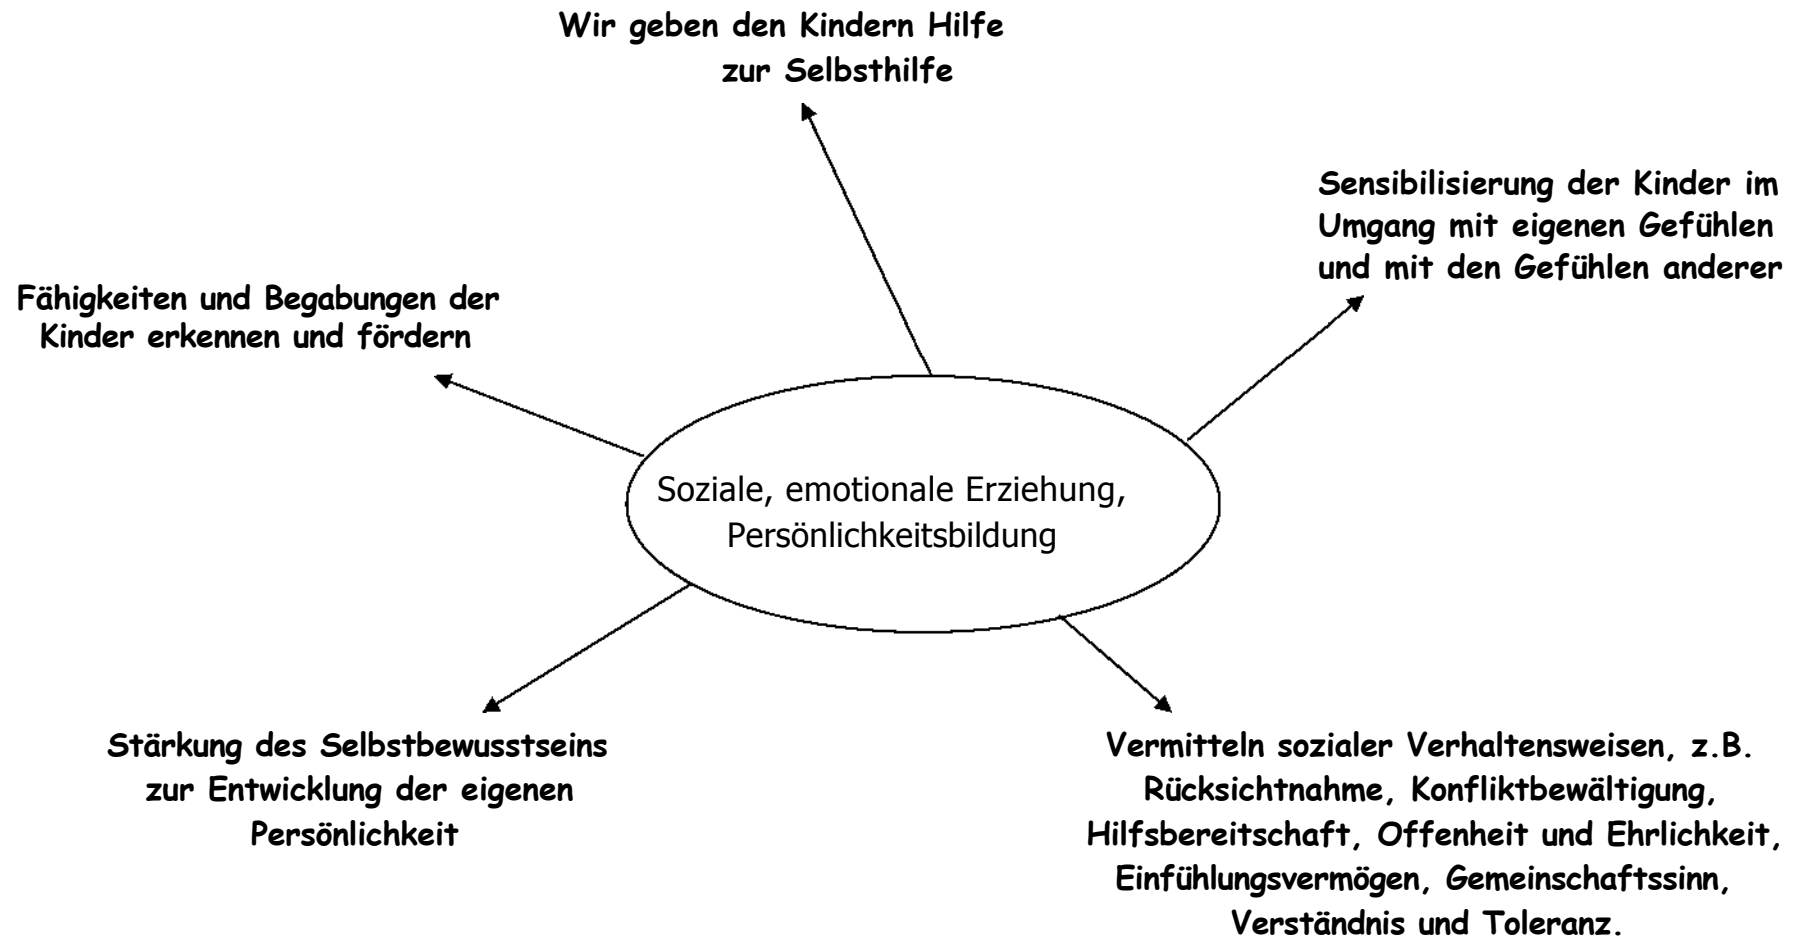 Wir geben den Kindern Hilfe
zur Selbsthilfe
Sensibilisierung der Kinder im
Umgang mit eigenen Gefühlen
und mit den Gefühlen anderer
Fähigkeiten und Begabungen der
Kinder erkennen und fördern
Soziale, emotionale Erziehung,
Persönlichkeitsbildung
Stärkung des Selbstbewusstseins
zur Entwicklung der eigenen
Persönlichkeit
Vermitteln sozialer Verhaltensweisen, z.B.
Rücksichtnahme, Konfliktbewältigung,
Hilfsbereitschaft, Offenheit und Ehrlichkeit,
Einfühlungsvermögen, Gemeinschaftssinn,
Verständnis und Toleranz.